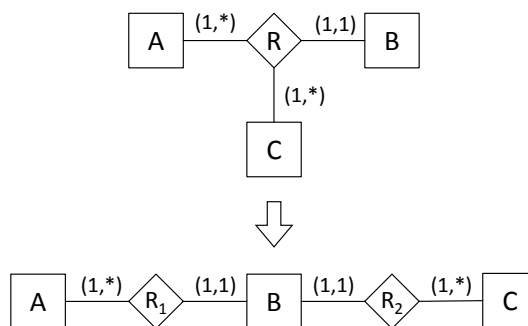 A (1,*) R (1,1) B
(1,*)
C
A (1,*) R₁ (1,1) B (1,1) R₂ (1,*) C